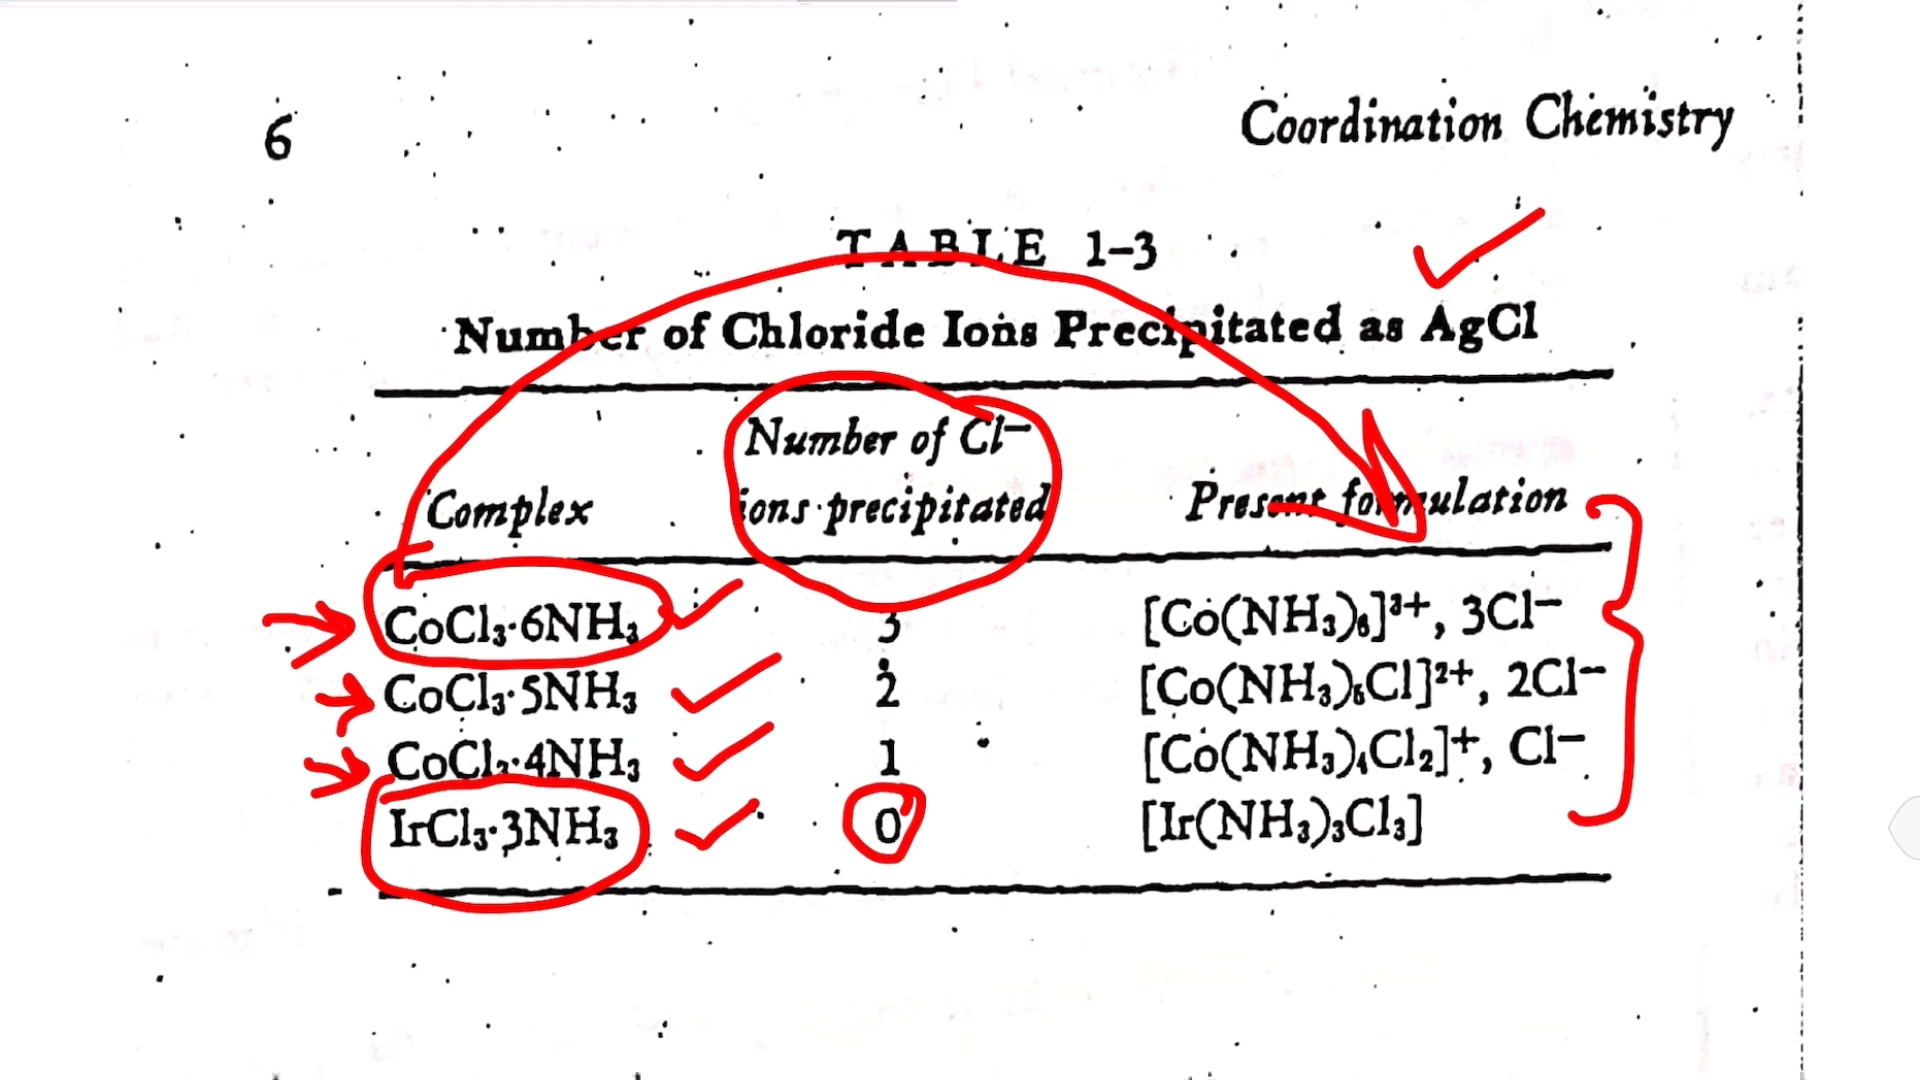 6 Coordination Chemistry
TABLE 1–3
Number of Chloride Ions Precipitated as AgCl
Number of Cl⁻
Complex ions precipitated Present formulation
CoCl₃·6NH₃ 3 [Co(NH₃)₆]³⁺, 3Cl⁻
CoCl₃·5NH₃ 2 [Co(NH₃)₅Cl]²⁺, 2Cl⁻
CoCl₃·4NH₃ 1 [Co(NH₃)₄Cl₂]⁺, Cl⁻
IrCl₃·3NH₃ 0 [Ir(NH₃)₃Cl₃]